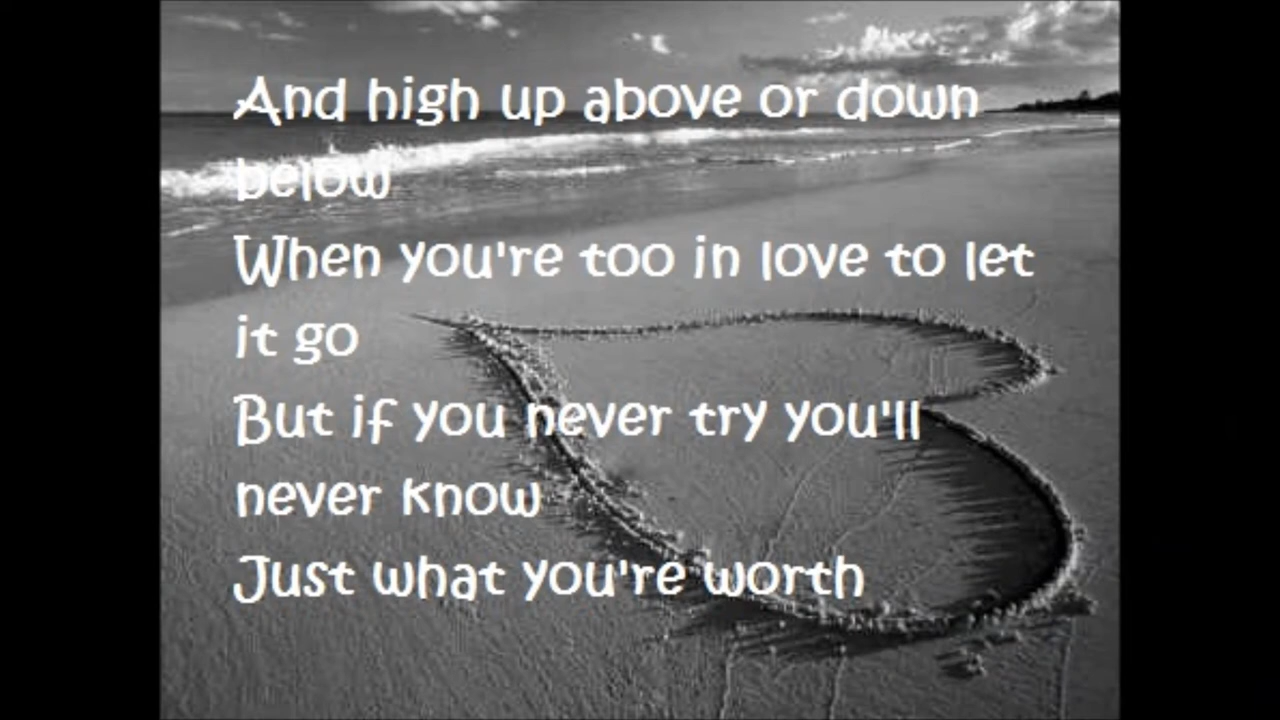 And high up above or down
below
When you're too in love to let
it go
But if you never try you'll
never know
Just what you're worth